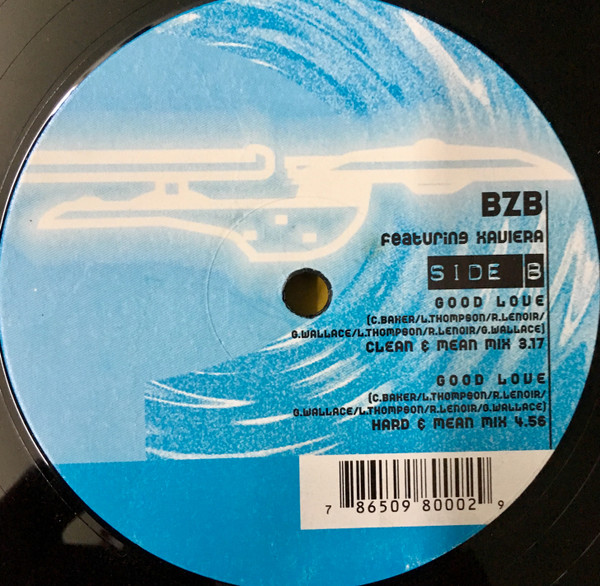 BZB
featuring XAVIERA
SIDE B
GOOD LOVE
(C.BAKER/L.THOMPSON/R.LENOIR/
G.WALLACE/L.THOMPSON/R.LENOIR/G.WALLACE)
CLEAN & MEAN MIX 3.17
GOOD LOVE
(C.BAKER/L.THOMPSON/R.LENOIR/
G.WALLACE/L.THOMPSON/R.LENOIR/G.WALLACE)
HARD & MEAN MIX 4.56
7 86509 80002 9